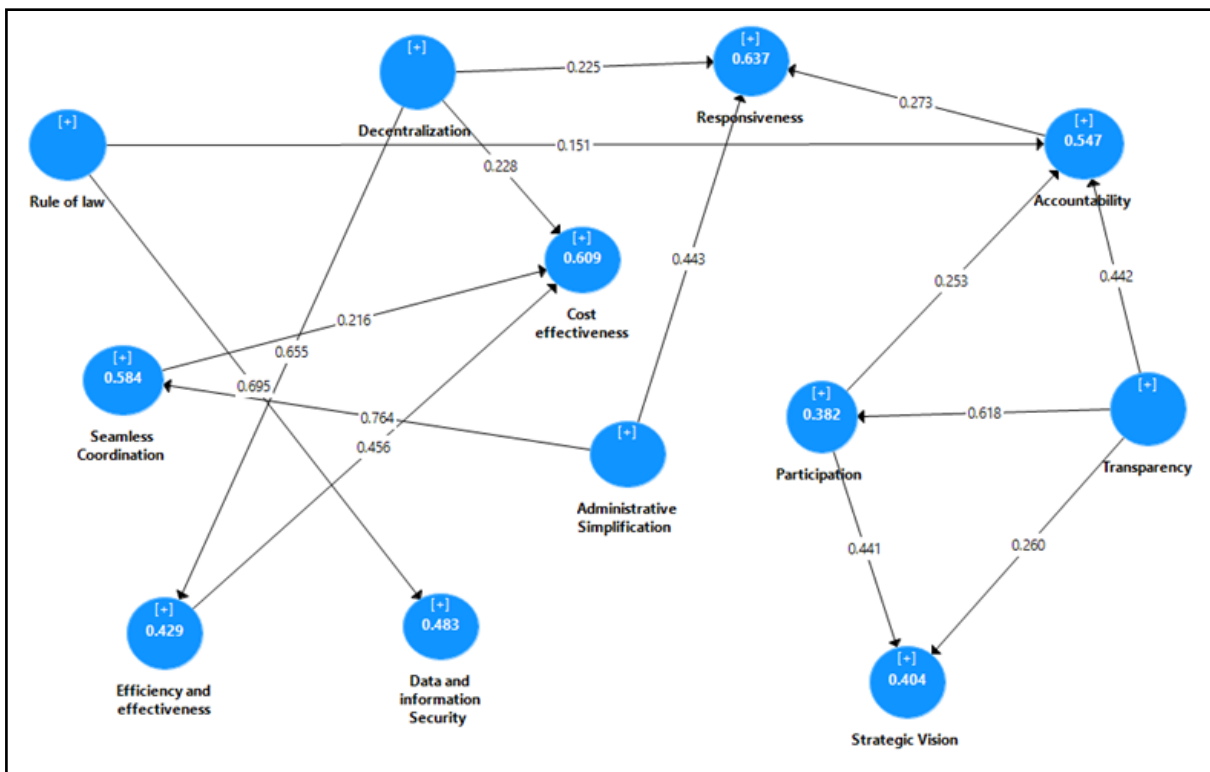 [+]
Decentralization
0.225
[+]
0.637
Responsiveness
0.273
[+]
0.547
Accountability
[+]
Rule of law
0.151
0.228
[+]
0.609
Cost
effectiveness
0.443
0.253
0.442
0.216
[+]
0.584
Seamless
Coordination
0.655
0.695
0.764
0.456
[+]
Administrative
Simplification
[+]
0.382
Participation
0.618
[+]
Transparency
0.441
0.260
[+]
0.429
Efficiency and
effectiveness
[+]
0.483
Data and
information
Security
[+]
0.404
Strategic Vision